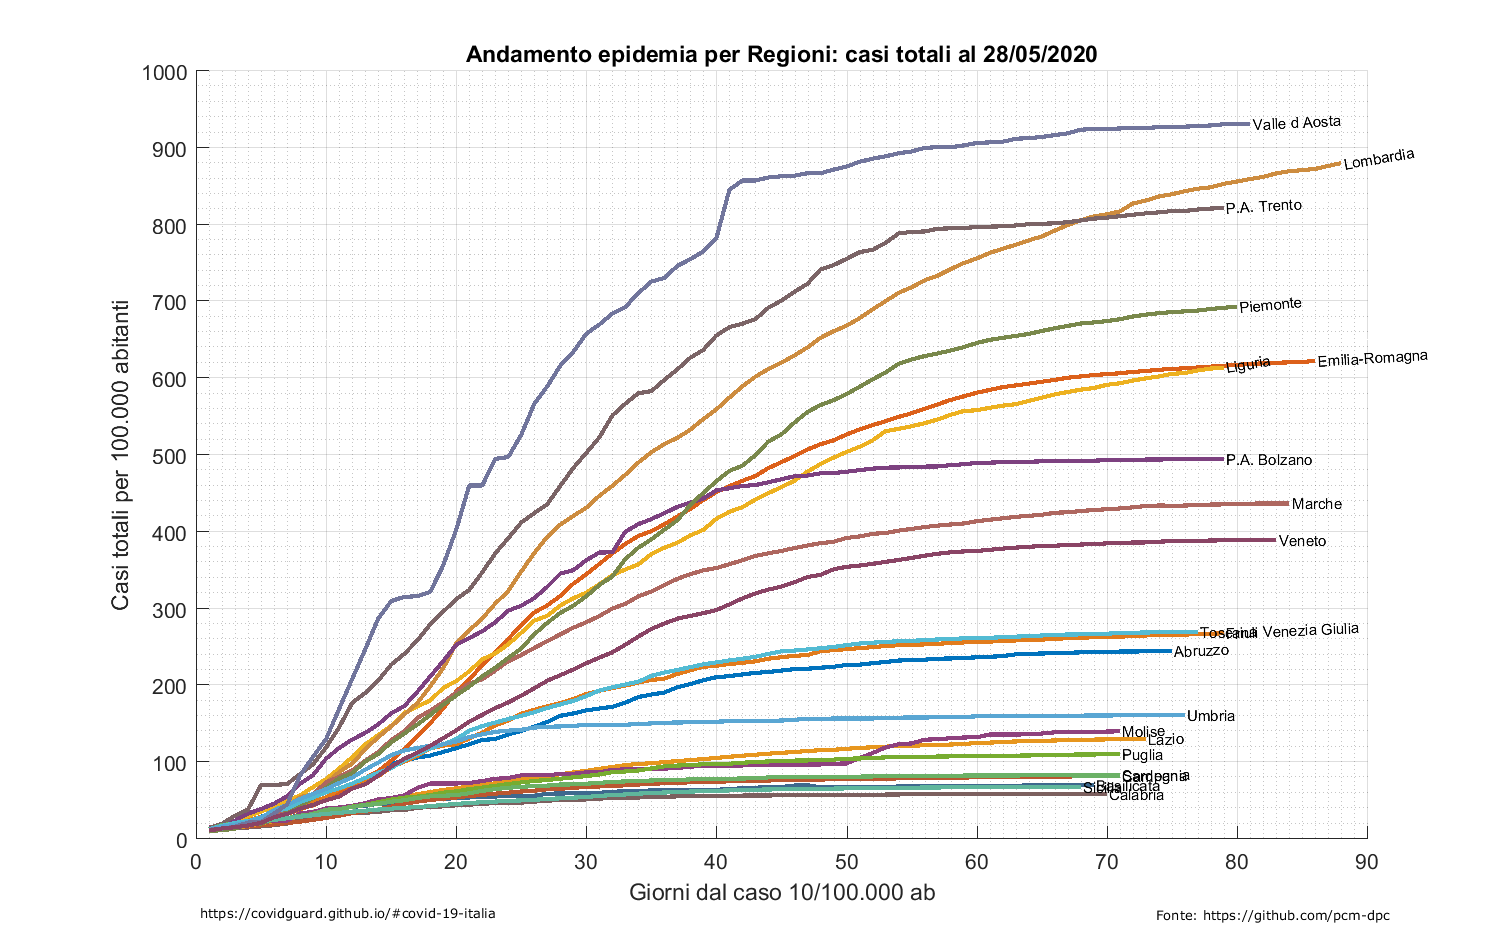 Andamento epidemia per Regioni: casi totali al 28/05/2020
1000
900
800
700
600
500
400
300
200
100
0
Casi totali per 100.000 abitanti
Valle d Aosta
Lombardia
P.A. Trento
Piemonte
Emilia-Romagna
Liguria
P.A. Bolzano
Marche
Veneto
Toscana
Friuli Venezia Giulia
Abruzzo
Umbria
Molise
Lazio
Puglia
Sardegna
Basilicata
Calabria
0 10 20 30 40 50 60 70 80 90
Giorni dal caso 10/100.000 ab
https://covidguard.github.io/#covid-19-italia
Fonte: https://github.com/pcm-dpc